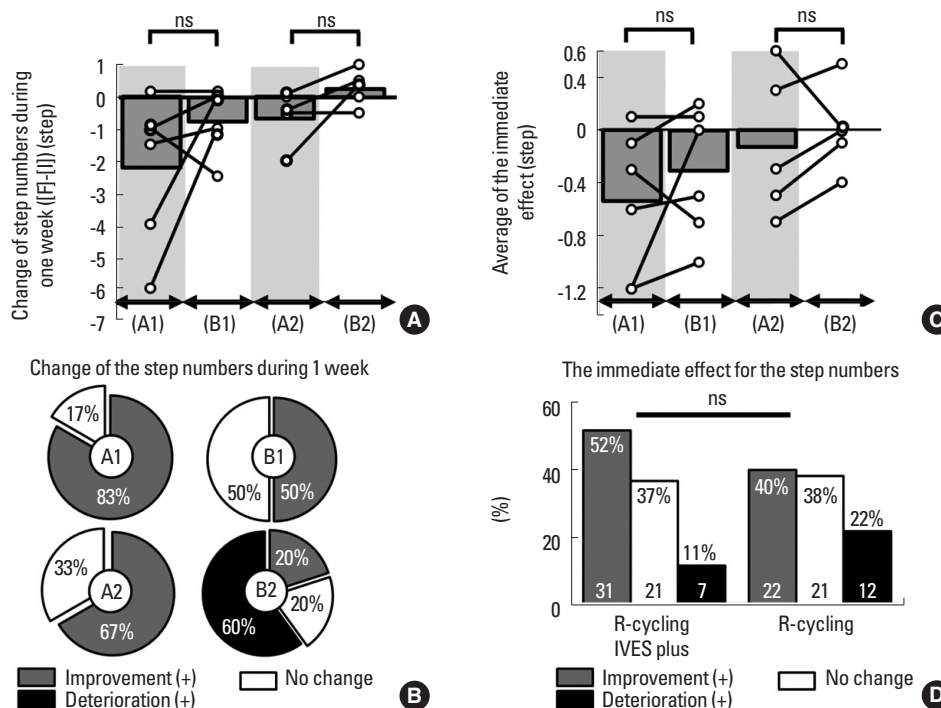 ns
ns
Change of step numbers during
one week ([F]-[I]) (step)
1
0
-1
-2
-3
-4
-5
-6
-7
(A1)
(B1)
(A2)
(B2)
A
ns
ns
Average of the immediate
effect (step)
0.6
0.4
0
-0.4
-0.8
-1.2
(A1)
(B1)
(A2)
(B2)
C
Change of the step numbers during 1 week
17%
A1
83%
B1
50%
50%
33%
A2
67%
20%
B2
20%
60%
Improvement (+)
No change
Deterioration (+)
B
The immediate effect for the step numbers
ns
(%)
60
40
20
0
52%
37%
11%
31
21
7
40%
38%
22%
22
21
12
R-cycling
IVES plus
R-cycling
Improvement (+)
No change
Deterioration (+)
D